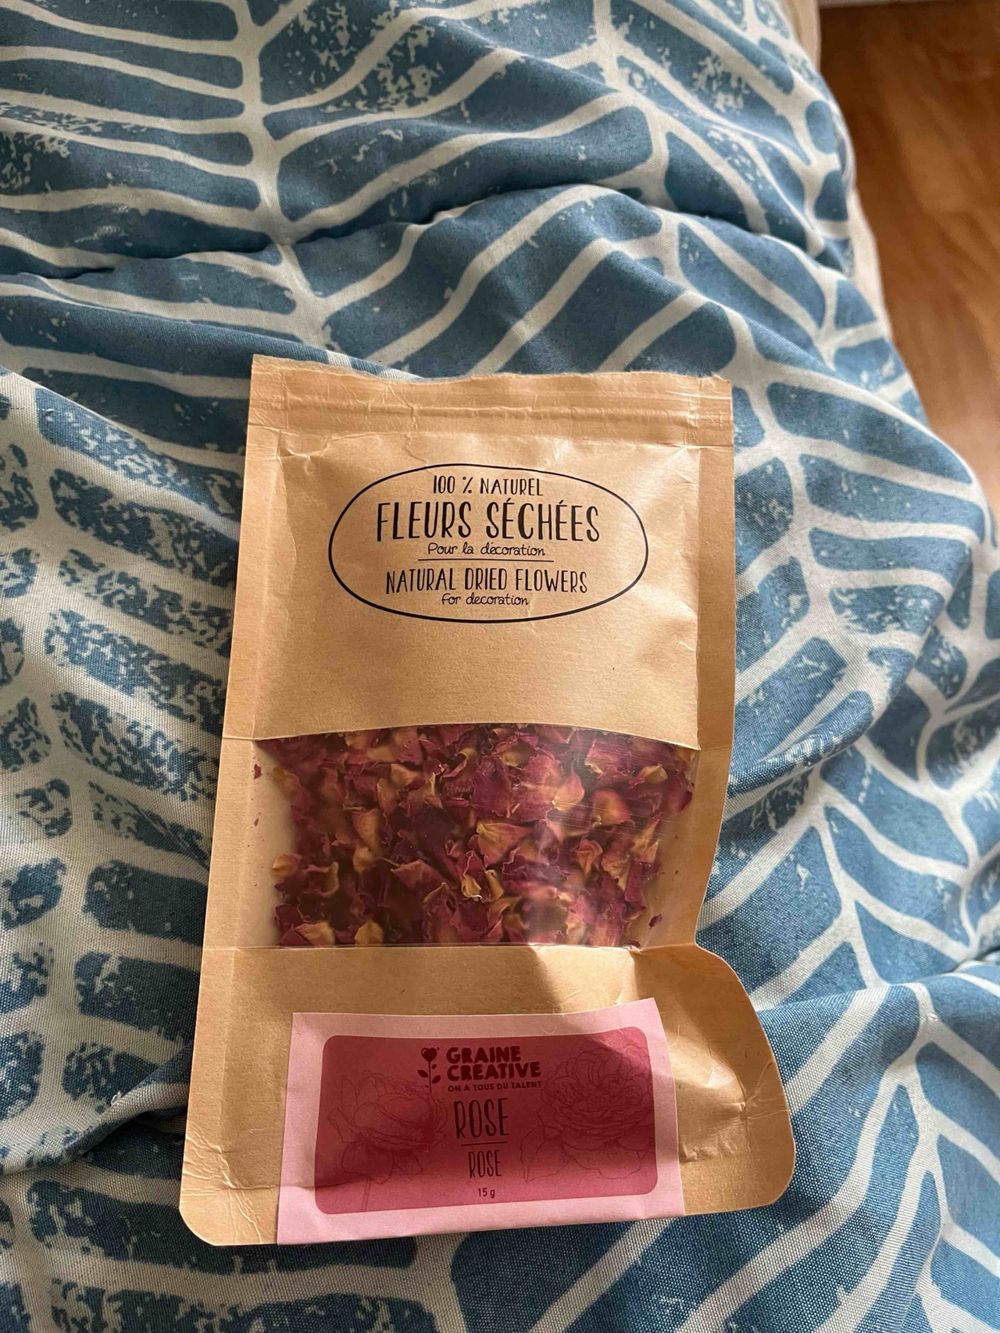 100 % NATUREL
FLEURS SÉCHÉES
Pour la décoration
NATURAL DRIED FLOWERS
For decoration
GRAINE
CREATIVE
ON A TOUS DU TALENT
ROSE
ROSE
15 g